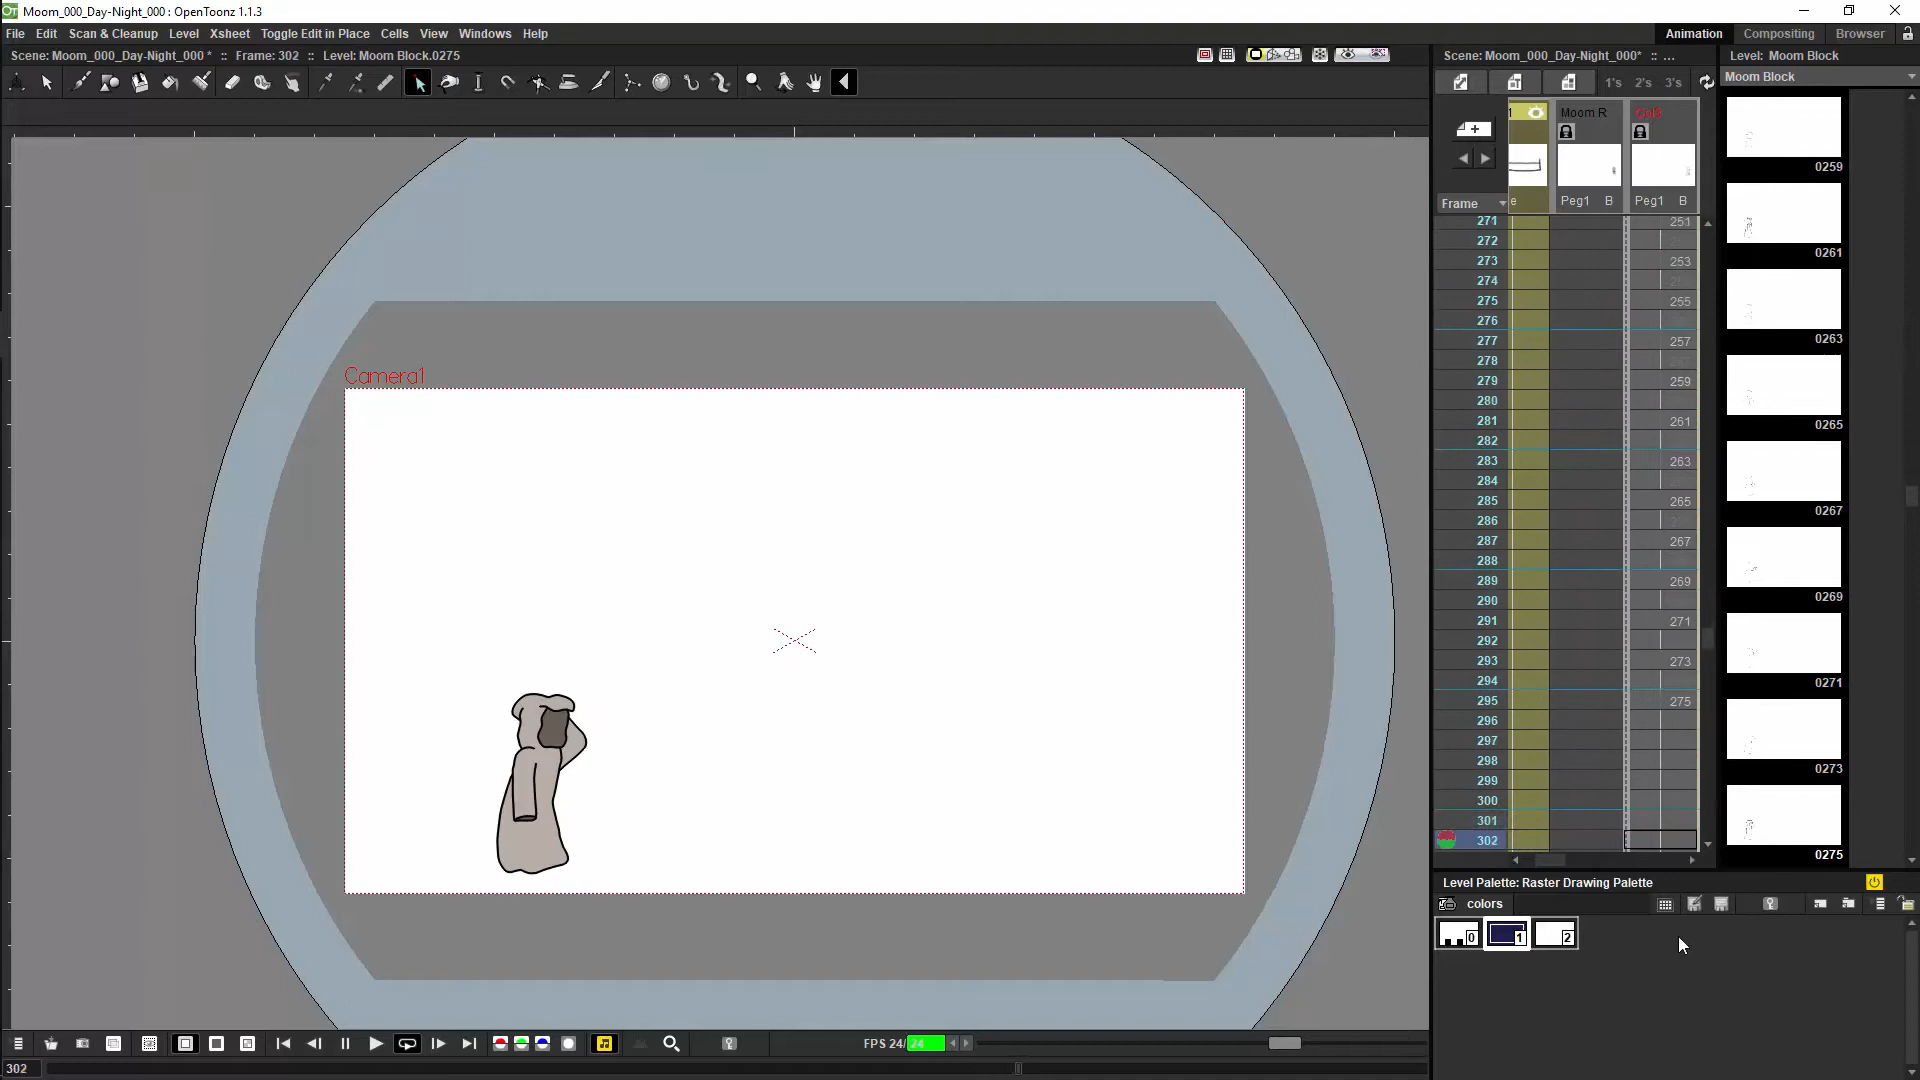 Moom_000_Day-Night_000 : OpenToonz 1.1.3
File Edit Scan & Cleanup Level Xsheet Toggle Edit in Place Cells View Windows Help
Animation Compositing Browser
Scene: Moom_000_Day-Night_000 * :: Frame: 302 :: Level: Moom Block.0275
Scene: Moom_000_Day-Night_000* :: ...
Level: Moom Block
Moom Block
1's 2's 3's
Moom R
Peg1 B
Peg1 B
Frame
271 251
272
273 253
274
275 255
276
277 257
278
279 259
280
281 261
282
283 263
284
285 265
286
287 267
288
289 269
290
291 271
292
293 273
294
295 275
296
297
298
299
300
301
302
0259
0261
0263
0265
0267
0269
0271
0273
0275
Camera1
Level Palette: Raster Drawing Palette
colors
0 1 2
FPS 24/24
302